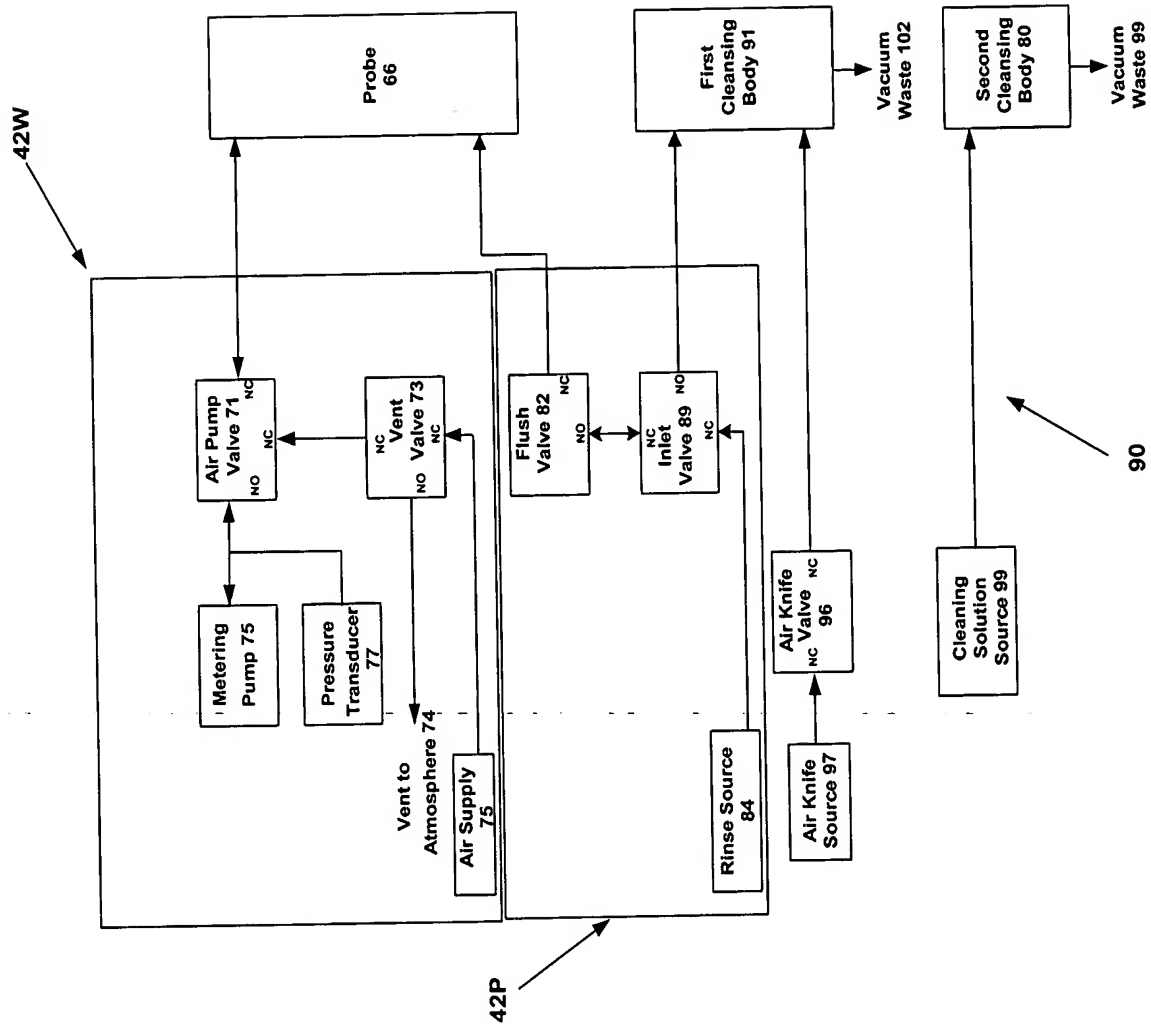 42W
Metering
Pump 75
Air Pump
Valve 71
NO
NC
NC
Pressure
Transducer
77
Vent
Valve 73
NC
NO
NC
Vent to
Atmosphere 74
Air Supply
75
Probe
66
42P
Flush
Valve 82
NO
NC
Inlet
Valve 89
NC
NO
NC
Rinse Source
84
First
Cleansing
Body 91
Vacuum
Waste 102
Air Knife
Source 97
Air Knife
Valve
96
NC
NC
Cleaning
Solution
Source 99
Second
Cleansing
Body 80
Vacuum
Waste 99
90